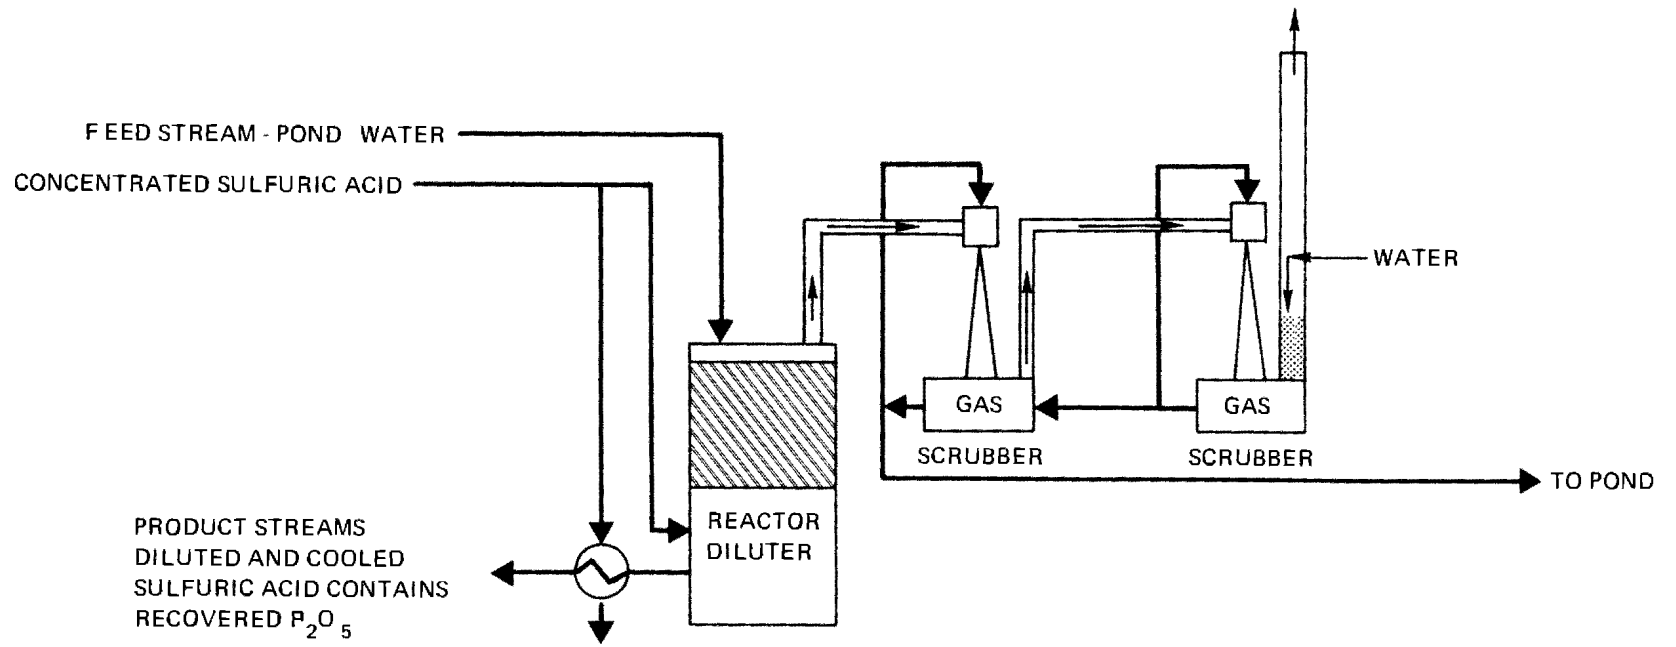 FEED STREAM - POND WATER
CONCENTRATED SULFURIC ACID
WATER
GAS
GAS
SCRUBBER
SCRUBBER
TO POND
REACTOR
DILUTER
PRODUCT STREAMS
DILUTED AND COOLED
SULFURIC ACID CONTAINS
RECOVERED P2O5